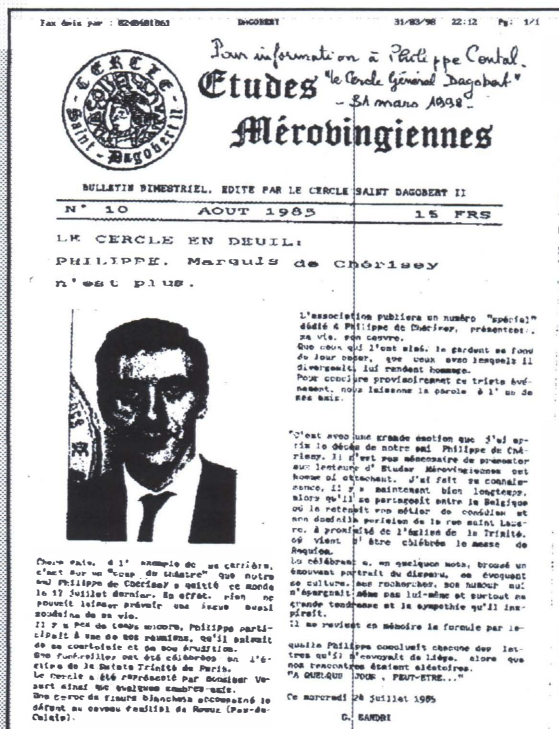 Fax émis par : 0240481861 DAGOBERT 31/03/98 22:12 Pg: 1/1
Pour information à Philippe Contal.
"le Cercle Général Dagobert"
- 31 mars 1998 -
CERCLE
Saint-Dagobert II
Etudes
Mérovingiennes
BULLETIN BIMESTRIEL, EDITE PAR LE CERCLE SAINT DAGOBERT II
N° 10 AOUT 1985 15 FRS
LE CERCLE EN DEUIL:
PHILIPPE, Marquis de Chérisey
n'est plus.
Chers amis, à l' exemple de sa carrière,
c'est sur un "coup de théatre" que notre
ami Philippe de Chérisey a quitté ce monde
le 17 juillet dernier. En effet, rien ne
pouvait laisser prévoir une issue aussi
soudaine de sa vie.
Il y a peu de temps encore, Philippe parti-
cipait à une de nos réunions, qu'il animait
de sa courtoisie et de son érudition.
Ses funérailles ont été célébrées en l'é-
glise de la Sainte Trinité de Paris.
Le cercle a été représenté par Monsieur Va-
sert ainsi que quelques membres-amis.
Une gerbe de fleurs blanches accompagné le
défunt au caveau familial de Roeux (Pas-de-
Calais).
L'association publiera un numéro "spécial"
dédié à Philippe de Chérisey, présentant,
sa vie, son oeuvre.
Que ceux qui l'ont aimé, le gardent au fond
de leur coeur, que ceux avec lesquels il
divergeait, lui rendent hommage.
Pour conclure provisoirement ce triste évé-
nement, nous laissons la parole à l' un de
ses amis.
"C'est avec une grande émotion que j'ai ap-
pris le décès de notre ami Philippe de Ché-
risey. Il n'est pas nécessaire de présenter
aux lecteurs d' Etudes Mérovingiennes cet
homme si attachant. J'ai fait sa connais-
sance, il y a maintenant bien longtemps,
alors qu'il se partageait entre la Belgique
où le retenait son métier de comédien et
son domicile parisien de la rue saint Laza-
re, à proximité de l'église de la Trinité,
où vient d' être célébrée la messe de
Requiem.
Le célébrant a, en quelques mots, brossé un
émouvant portrait du disparu, en évoquant
sa culture, ses recherches, son humour qui
n'épargnait même pas lui-même et surtout sa
grande tendresse et la sympathie qu'il ins-
pirait.
Il me revient en mémoire la formule par la-
quelle Philippe concluait chacune des let-
tres qu'il m'envoyait de Liége, alors que
nos rencontres étaient aléatoires.
"A QUELQUE JOUR , PEUT-ETRE..."
Ce mercredi 24 juillet 1985
G. SANDRI